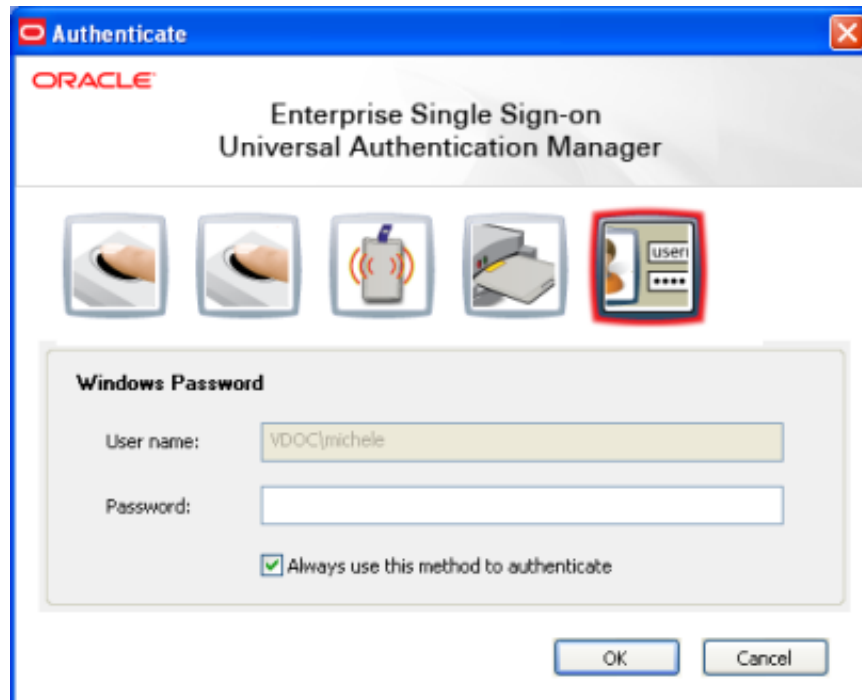 Authenticate
ORACLE
Enterprise Single Sign-on
Universal Authentication Manager
useri
Windows Password
User name:
VDOC\michele
Password:
Always use this method to authenticate
OK
Cancel